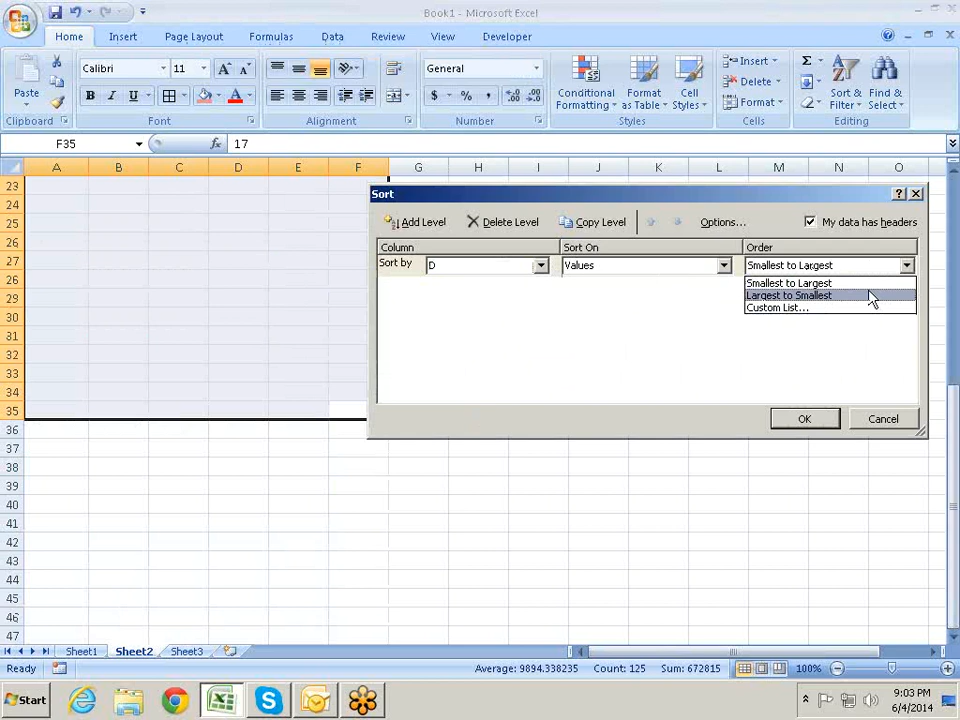 Book1 - Microsoft Excel
Home Insert Page Layout Formulas Data Review View Developer
Paste
Clipboard
Calibri 11
B I U
Font
Alignment
General
$ % ,
Number
Conditional Formatting
Format as Table
Cell Styles
Styles
Insert
Delete
Format
Cells
Sort & Filter
Find & Select
Editing
F35 fx 17
A B C D E F G H I J K L M N O
23
24
25
26
27
28
29
30
31
32
33
34
35
36
37
38
39
40
41
42
43
44
45
46
47
Sort
Add Level Delete Level Copy Level Options... My data has headers
Column Sort On Order
Sort by D Values Smallest to Largest
Smallest to Largest
Largest to Smallest
Custom List...
OK Cancel
Sheet1 Sheet2 Sheet3
Ready Average: 9894.338235 Count: 125 Sum: 672815 100%
Start 9:03 PM
6/4/2014